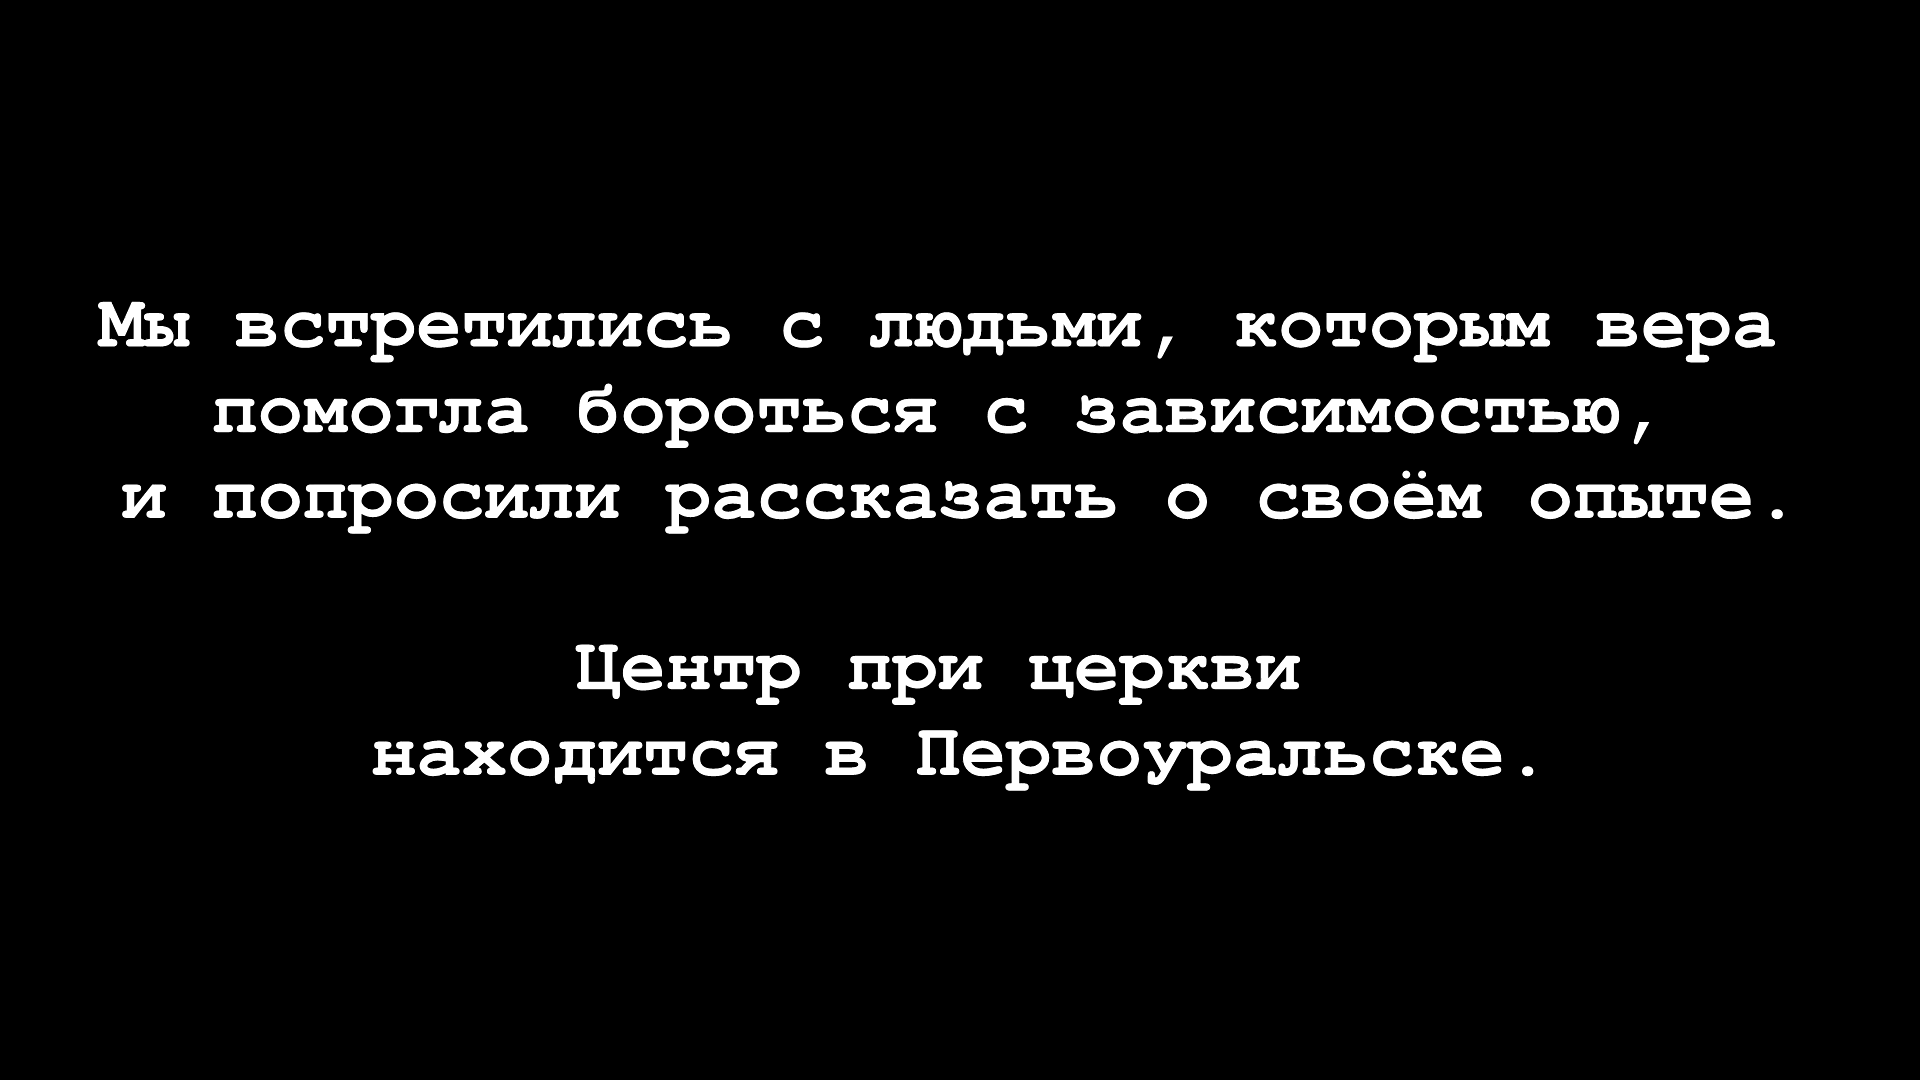 Мы встретились с людьми, которым вера
помогла бороться с зависимостью,
и попросили рассказать о своём опыте.
Центр при церкви
находится в Первоуральске.